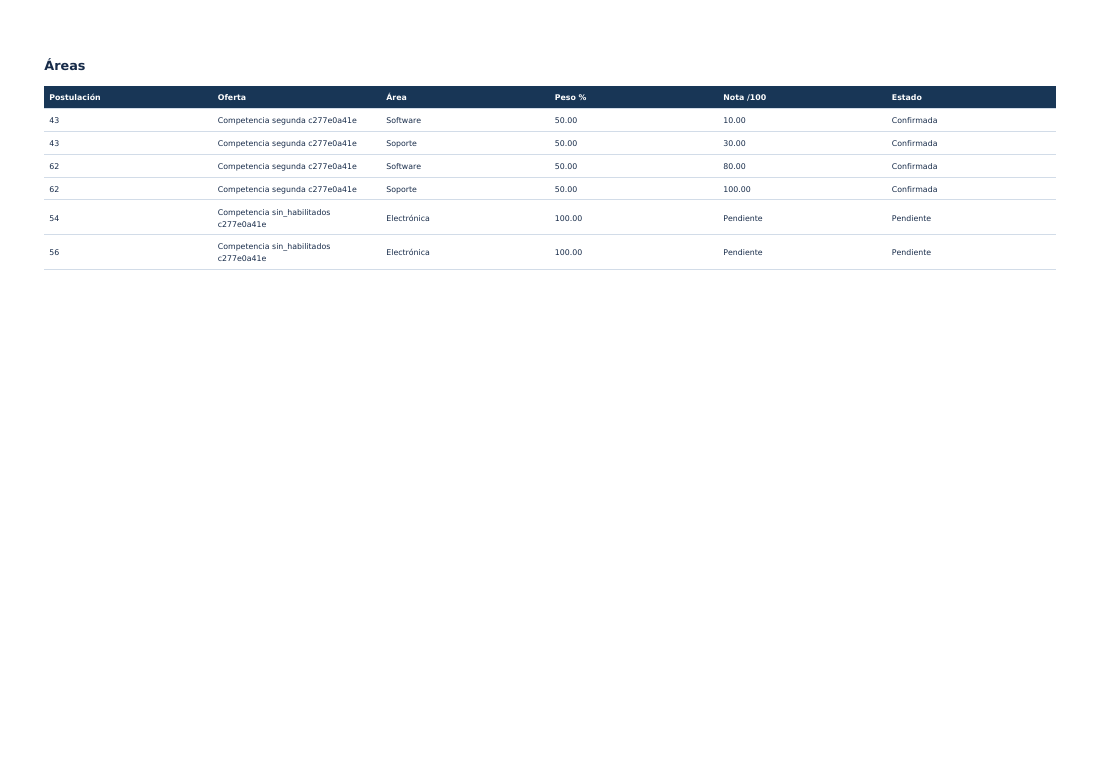 Áreas
Postulación Oferta Área Peso % Nota /100 Estado
43 Competencia segunda c277e0a41e Software 50.00 10.00 Confirmada
43 Competencia segunda c277e0a41e Soporte 50.00 30.00 Confirmada
62 Competencia segunda c277e0a41e Software 50.00 80.00 Confirmada
62 Competencia segunda c277e0a41e Soporte 50.00 100.00 Confirmada
54 Competencia sin_habilitados
c277e0a41e Electrónica 100.00 Pendiente Pendiente
56 Competencia sin_habilitados
c277e0a41e Electrónica 100.00 Pendiente Pendiente